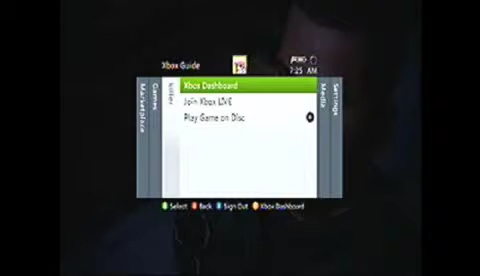 Xbox Guide
7:25 AM
Marketplace
Games
killer
Xbox Dashboard
Join Xbox LIVE
Play Game on Disc
Media
Settings
A Select B Back X Sign Out Y Xbox Dashboard